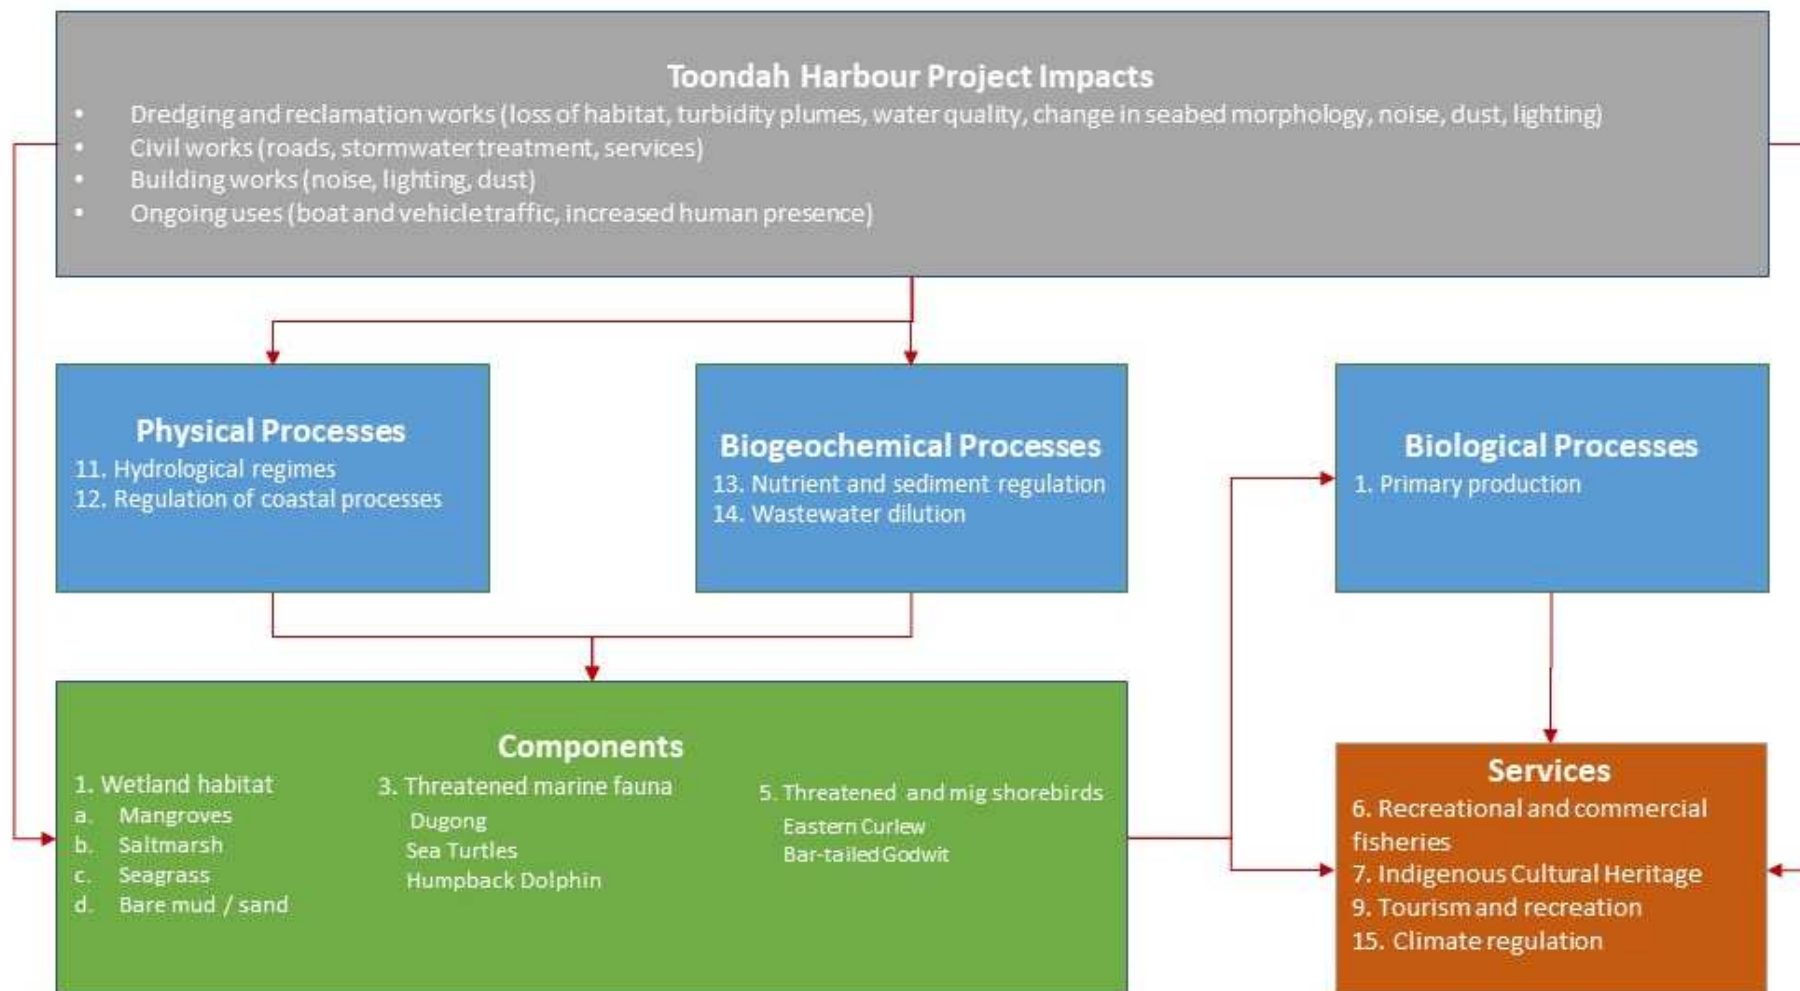 Toondah Harbour Project Impacts
• Dredging and reclamation works (loss of habitat, turbidity plumes, water quality, change in seabed morphology, noise, dust, lighting)
• Civil works (roads, stormwater treatment, services)
• Building works (noise, lighting, dust)
• Ongoing uses (boat and vehicle traffic, increased human presence)
Physical Processes
11. Hydrological regimes
12. Regulation of coastal processes
Biogeochemical Processes
13. Nutrient and sediment regulation
14. Wastewater dilution
Biological Processes
1. Primary production
Components
1. Wetland habitat
a. Mangroves
b. Saltmarsh
c. Seagrass
d. Bare mud / sand
3. Threatened marine fauna
Dugong
Sea Turtles
Humpback Dolphin
5. Threatened and mig shorebirds
Eastern Curlew
Bar-tailed Godwit
Services
6. Recreational and commercial
fisheries
7. Indigenous Cultural Heritage
9. Tourism and recreation
15. Climate regulation